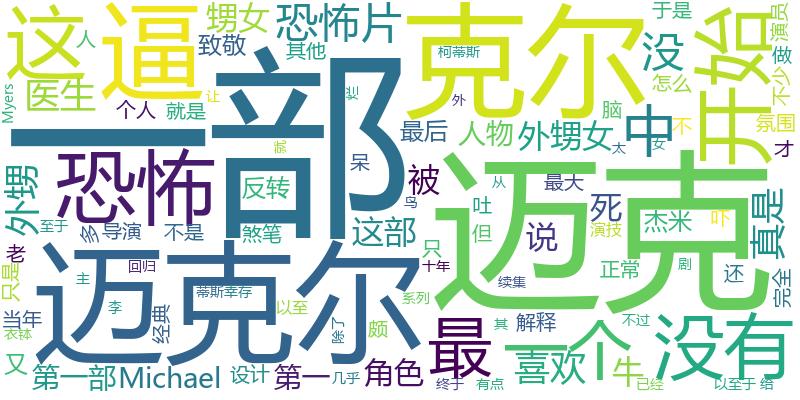 这
逼
甥女
恐怖片
克尔
于是
演员
人
致敬
其他
柯蒂斯
没
怎么
不少
做
开始
医生
Myers
个人
让
就是
烂
外
脑
氛围
一部
最后
人物
外甥女
中
不
才
外甥
恐怖
反转
呆
被
太
女
鸟
从
最大
迈克
至于
多
导演
不是
煞笔
这部
只
吐
但
说
死
演技
杰米
吓
真是
老
只是
主
回归
迈克尔
十年
续集
正常
剧
还
完全
当年
李
蒂斯幸存
以至
系列
其
不过
经典
衣钵
除了
颇
最
一个
解释
没有
又
第一部
Michael
设计
第一
几乎
角色
终于
有点
喜欢
牛
已经
以至于
给